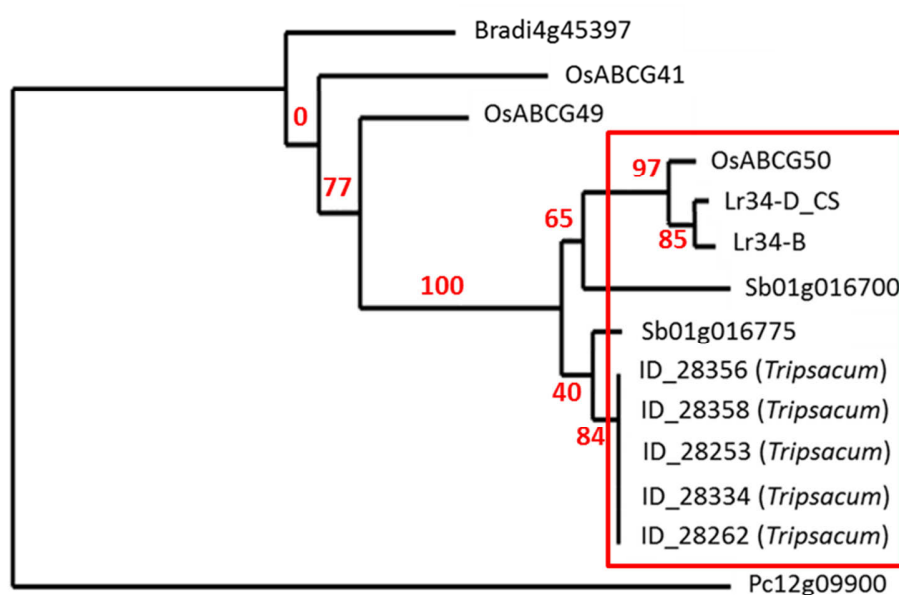 Bradi4g45397
OsABCG41
0
OsABCG49
OsABCG50
97
77
Lr34-D_CS
65
85
Lr34-B
100
Sb01g016700
Sb01g016775
ID_28356 (Tripsacum)
40
ID_28358 (Tripsacum)
84
ID_28253 (Tripsacum)
ID_28334 (Tripsacum)
ID_28262 (Tripsacum)
Pc12g09900